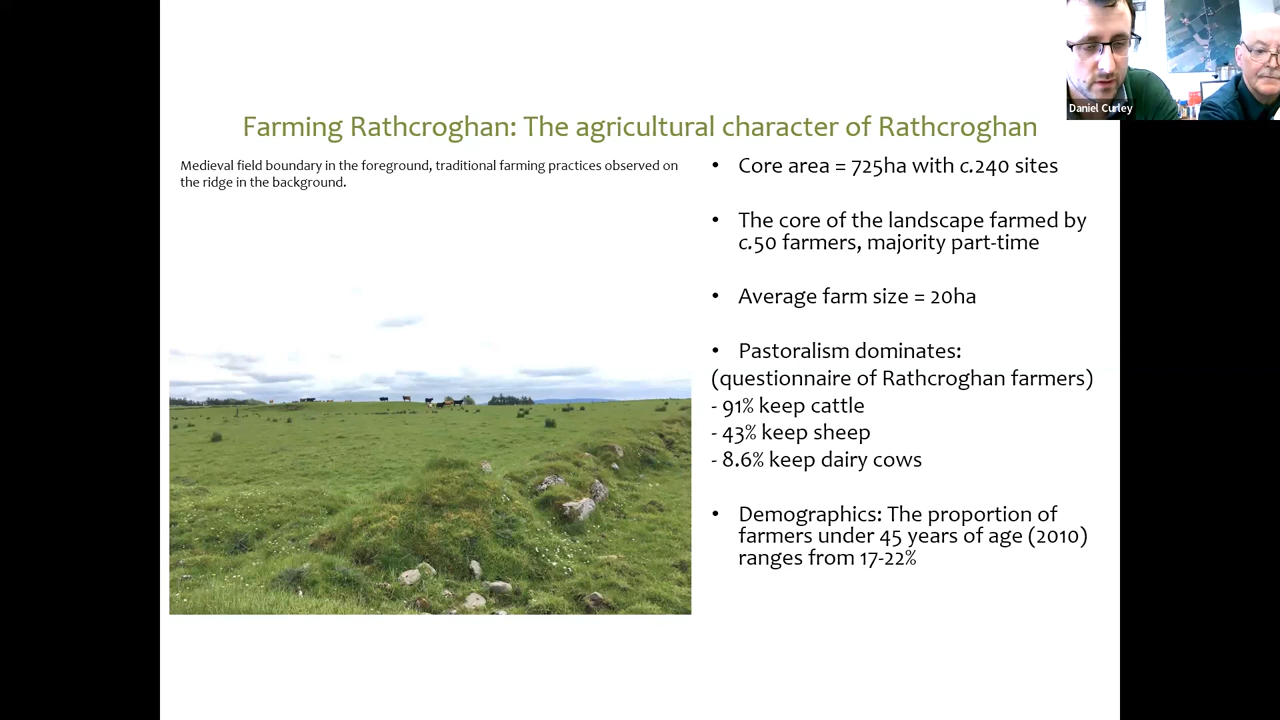 Daniel Curley
Farming Rathcroghan: The agricultural character of Rathcroghan
Medieval field boundary in the foreground, traditional farming practices observed on
the ridge in the background.
• Core area = 725ha with c.240 sites
• The core of the landscape farmed by
c.50 farmers, majority part-time
• Average farm size = 20ha
• Pastoralism dominates:
(questionnaire of Rathcroghan farmers)
- 91% keep cattle
- 43% keep sheep
- 8.6% keep dairy cows
• Demographics: The proportion of
farmers under 45 years of age (2010)
ranges from 17-22%